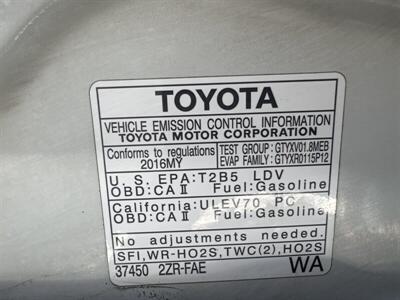 TOYOTA
VEHICLE EMISSION CONTROL INFORMATION
TOYOTA MOTOR CORPORATION
Conforms to regulations 2016MY
TEST GROUP: GTYXV01.8MEB
EVAP FAMILY: GTYXR0115P12
U. S. EPA:T2B5 LDV
OBD:CAⅡ Fuel:Gasoline
California:ULEV70 PC
OBD:CAⅡ Fuel:Gasoline
No adjustments needed.
SFI,WR-HO2S,TWC(2),HO2S
37450 2ZR-FAE WA